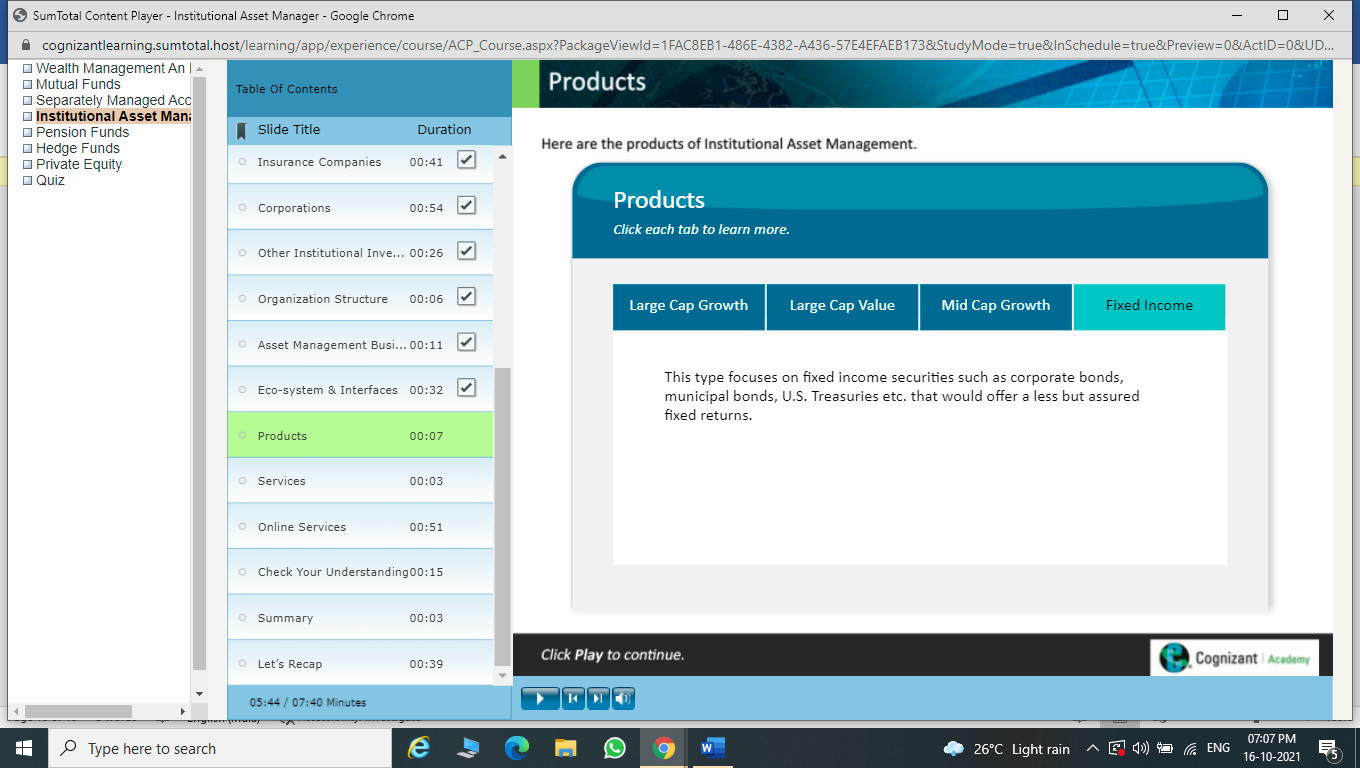 SumTotal Content Player - Institutional Asset Manager - Google Chrome
cognizantlearning.sumtotal.host/learning/app/experience/course/ACP_Course.aspx?PackageViewId=1FAC8EB1-486E-4382-A436-57E4EFAEB173&StudyMode=true&InSchedule=true&Preview=0&ActID=0&UD...
Wealth Management An
Mutual Funds
Separately Managed Acc
Institutional Asset Mana
Pension Funds
Hedge Funds
Private Equity
Quiz
Table Of Contents
Slide Title Duration
Insurance Companies 00:41
Corporations 00:54
Other Institutional Inve... 00:26
Organization Structure 00:06
Asset Management Busi... 00:11
Eco-system & Interfaces 00:32
Products 00:07
Services 00:03
Online Services 00:51
Check Your Understanding 00:15
Summary 00:03
Let's Recap 00:39
05:44 / 07:40 Minutes
Products
Here are the products of Institutional Asset Management.
Products
Click each tab to learn more.
Large Cap Growth Large Cap Value Mid Cap Growth Fixed Income
This type focuses on fixed income securities such as corporate bonds,
municipal bonds, U.S. Treasuries etc. that would offer a less but assured
fixed returns.
Click Play to continue.
Cognizant Academy
Type here to search
26°C Light rain
ENG
07:07 PM
16-10-2021
5